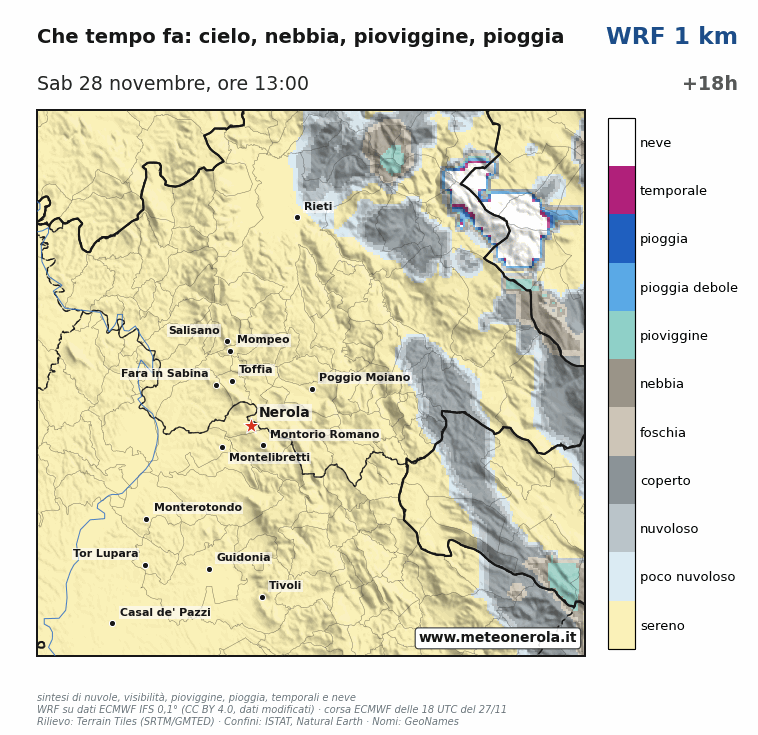 Che tempo fa: cielo, nebbia, pioviggine, pioggia
WRF 1 km
Sab 28 novembre, ore 13:00
+18h
neve
temporale
pioggia
pioggia debole
pioviggine
nebbia
foschia
coperto
nuvoloso
poco nuvoloso
sereno
Rieti
Salisano
Mompeo
Fara in Sabina
Toffia
Poggio Moiano
Nerola
Montorio Romano
Montelibretti
Monterotondo
Tor Lupara
Guidonia
Tivoli
Casal de' Pazzi
www.meteonerola.it
sintesi di nuvole, visibilità, pioviggine, pioggia, temporali e neve
WRF su dati ECMWF IFS 0,1° (CC BY 4.0, dati modificati) · corsa ECMWF delle 18 UTC del 27/11
Rilievo: Terrain Tiles (SRTM/GMTED) · Confini: ISTAT, Natural Earth · Nomi: GeoNames